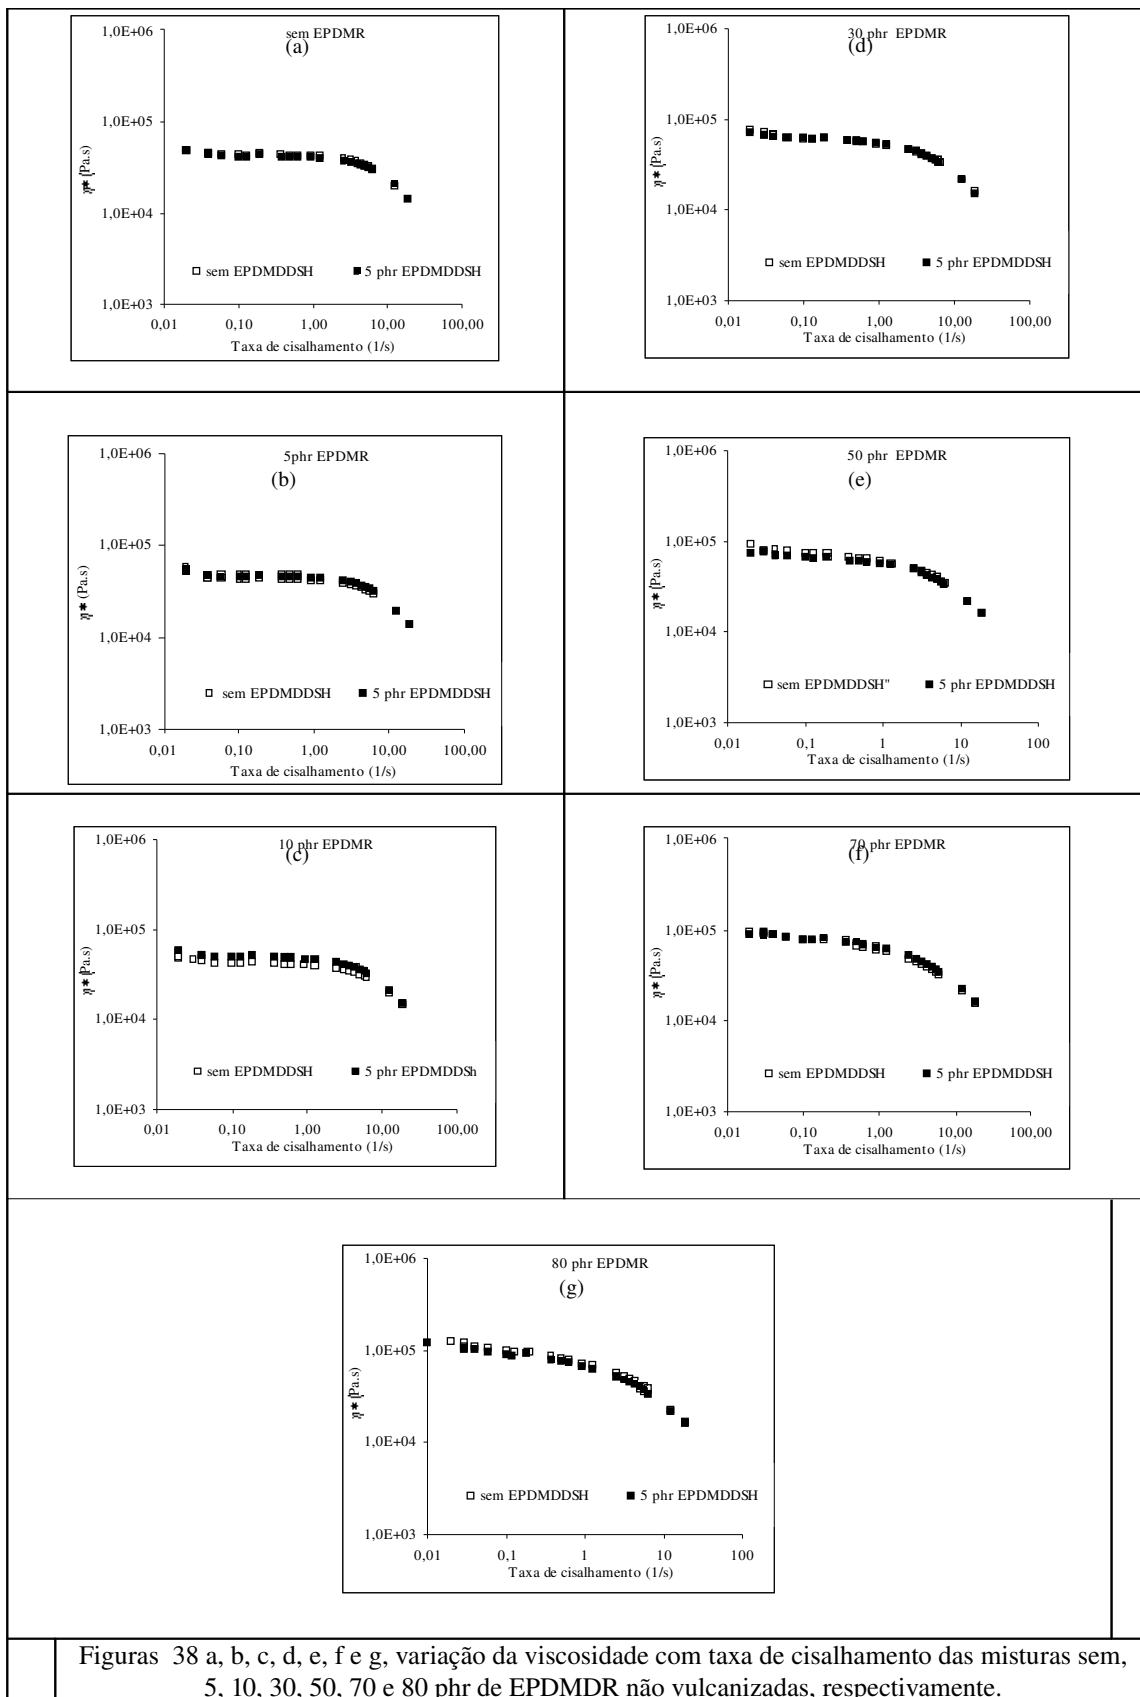 sem EPDMR
(a)
1,0E+06
1,0E+05
1,0E+04
1,0E+03
η* (Pa.s)
sem EPDMDDSH 5 phr EPDMDDSH
0,01 0,10 1,00 10,00 100,00
Taxa de cisalhamento (1/s)
30 phr EPDMR
(d)
1,0E+06
1,0E+05
1,0E+04
1,0E+03
η* (Pa.s)
sem EPDMDDSH 5 phr EPDMDDSH
0,01 0,10 1,00 10,00 100,00
Taxa de cisalhamento (1/s)
5phr EPDMR
(b)
1,0E+06
1,0E+05
1,0E+04
1,0E+03
η* (Pa.s)
sem EPDMDDSH 5 phr EPDMDDSH
0,01 0,10 1,00 10,00 100,00
Taxa de cisalhamento (1/s)
50 phr EPDMR
(e)
1,0E+06
1,0E+05
1,0E+04
1,0E+03
η* (Pa.s)
sem EPDMDDSH" 5 phr EPDMDDSH
0,01 0,1 1 10 100
Taxa de cisalhamento (1/s)
10 phr EPDMR
(c)
1,0E+06
1,0E+05
1,0E+04
1,0E+03
η* (Pa.s)
sem EPDMDDSH 5 phr EPDMDDSh
0,01 0,10 1,00 10,00 100,00
Taxa de cisalhamento (1/s)
70 phr EPDMR
(f)
1,0E+06
1,0E+05
1,0E+04
1,0E+03
η* (Pa.s)
sem EPDMDDSH 5 phr EPDMDDSH
0,01 0,10 1,00 10,00 100,00
Taxa de cisalhamento (1/s)
80 phr EPDMR
(g)
1,0E+06
1,0E+05
1,0E+04
1,0E+03
η* (Pa.s)
sem EPDMDDSH 5 phr EPDMDDSH
0,01 0,1 1 10 100
Taxa de cisalhamento (1/s)
Figuras 38 a, b, c, d, e, f e g, variação da viscosidade com taxa de cisalhamento das misturas sem,
5, 10, 30, 50, 70 e 80 phr de EPDMDR não vulcanizadas, respectivamente.